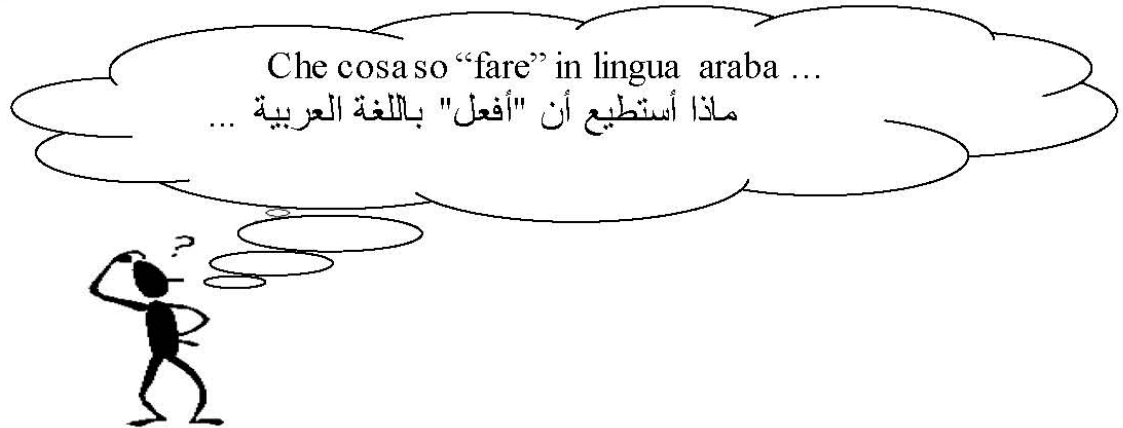 Che cosa so “fare” in lingua araba ...
ماذا أستطيع أن "أفعل" باللغة العربية ...
?